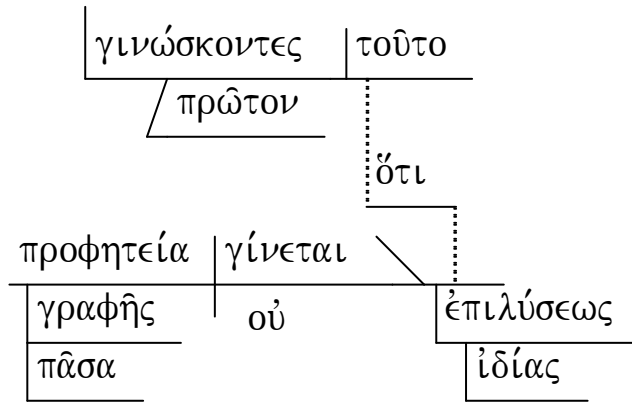 γινώσκοντες τοῦτο
πρῶτον
ὅτι
προφητεία γίνεται
γραφῆς οὐ ἐπιλύσεως
πᾶσα ἰδίας